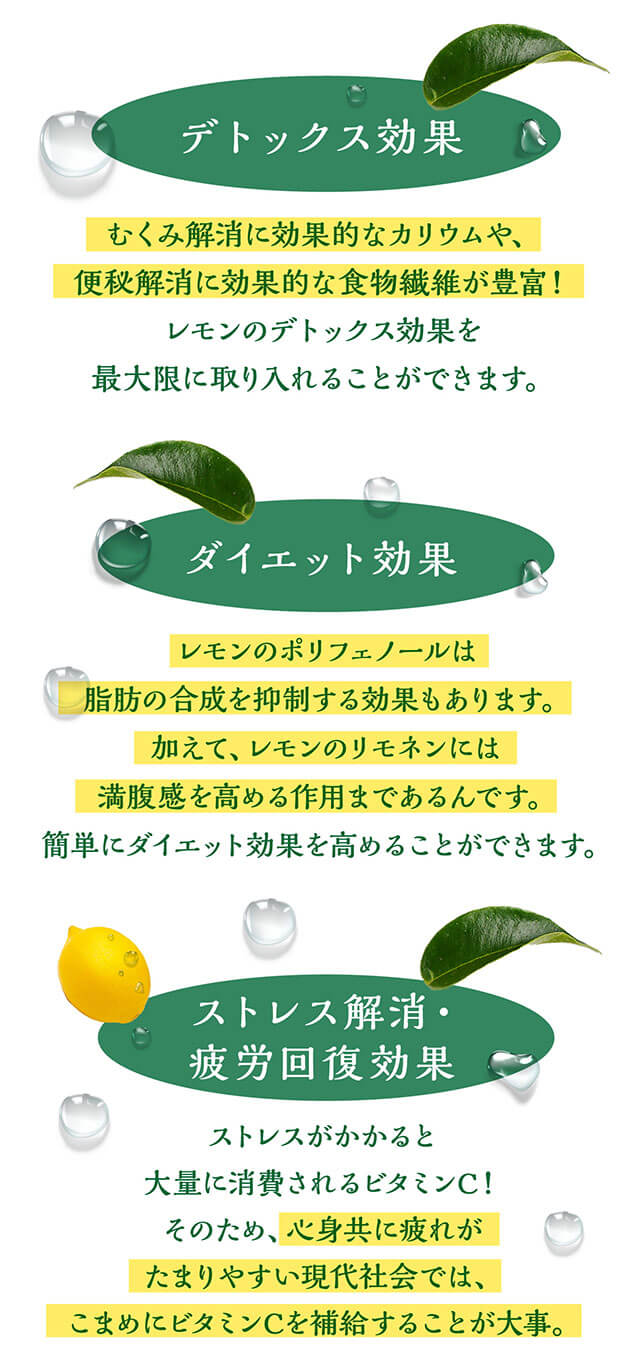 デトックス効果
むくみ解消に効果的なカリウムや、
便秘解消に効果的な食物繊維が豊富！
レモンのデトックス効果を
最大限に取り入れることができます。
ダイエット効果
レモンのポリフェノールは
脂肪の合成を抑制する効果もあります。
加えて、レモンのリモネンには
満腹感を高める作用まであるんです。
簡単にダイエット効果を高めることができます。
ストレス解消・
疲労回復効果
ストレスがかかると
大量に消費されるビタミンC！
そのため、心身共に疲れが
たまりやすい現代社会では、
こまめにビタミンCを補給することが大事。